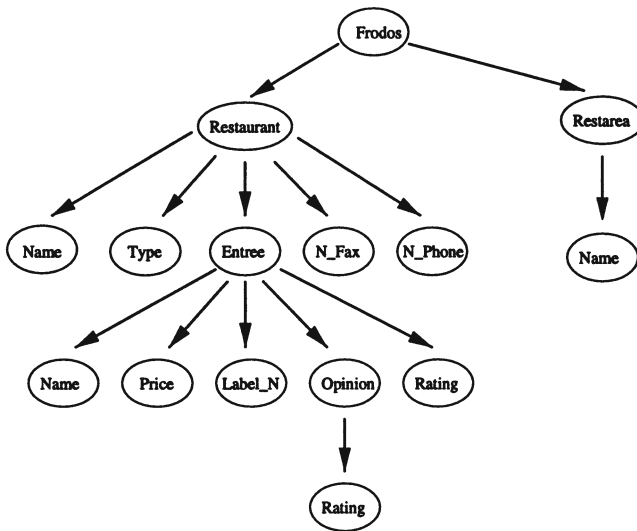 Frodos
Restaurant
Restarea
Name
Type
Entree
N_Fax
N_Phone
Name
Name
Price
Label_N
Opinion
Rating
Rating